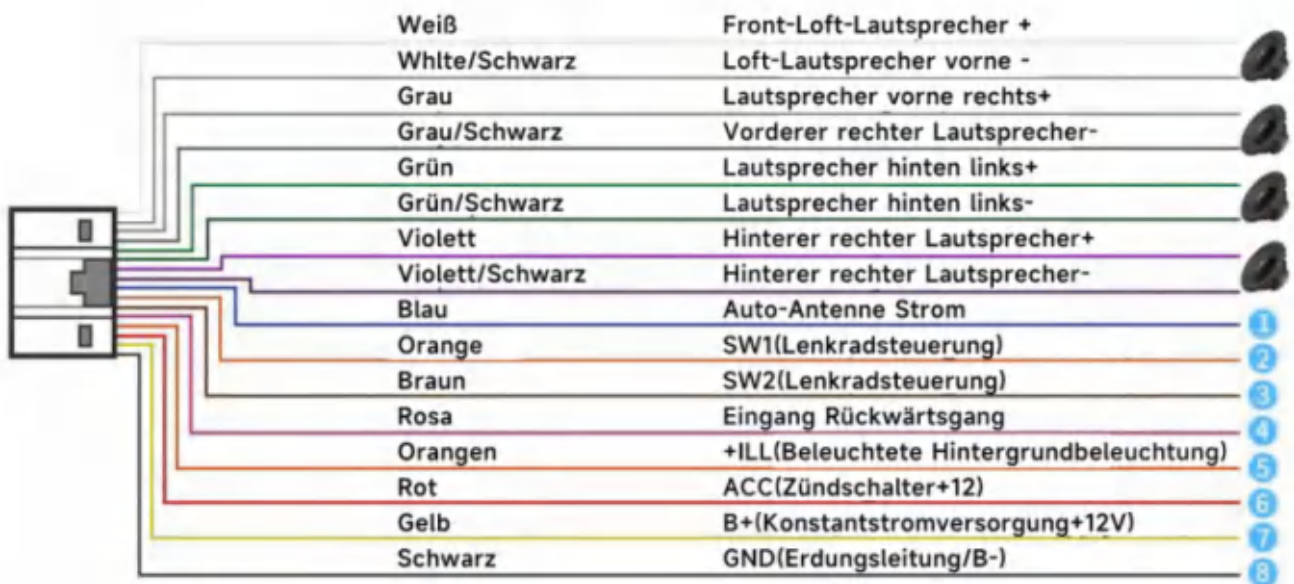 Weiß Front-Loft-Lautsprecher +
Whlte/Schwarz Loft-Lautsprecher vorne -
Grau Lautsprecher vorne rechts+
Grau/Schwarz Vorderer rechter Lautsprecher-
Grün Lautsprecher hinten links+
Grün/Schwarz Lautsprecher hinten links-
Violett Hinterer rechter Lautsprecher+
Violett/Schwarz Hinterer rechter Lautsprecher-
Blau Auto-Antenne Strom 1
Orange SW1(Lenkradsteuerung) 2
Braun SW2(Lenkradsteuerung) 3
Rosa Eingang Rückwärtsgang 4
Orangen +ILL(Beleuchtete Hintergrundbeleuchtung) 5
Rot ACC(Zündschalter+12) 6
Gelb B+(Konstantstromversorgung+12V) 7
Schwarz GND(Erdungsleitung/B-) 8